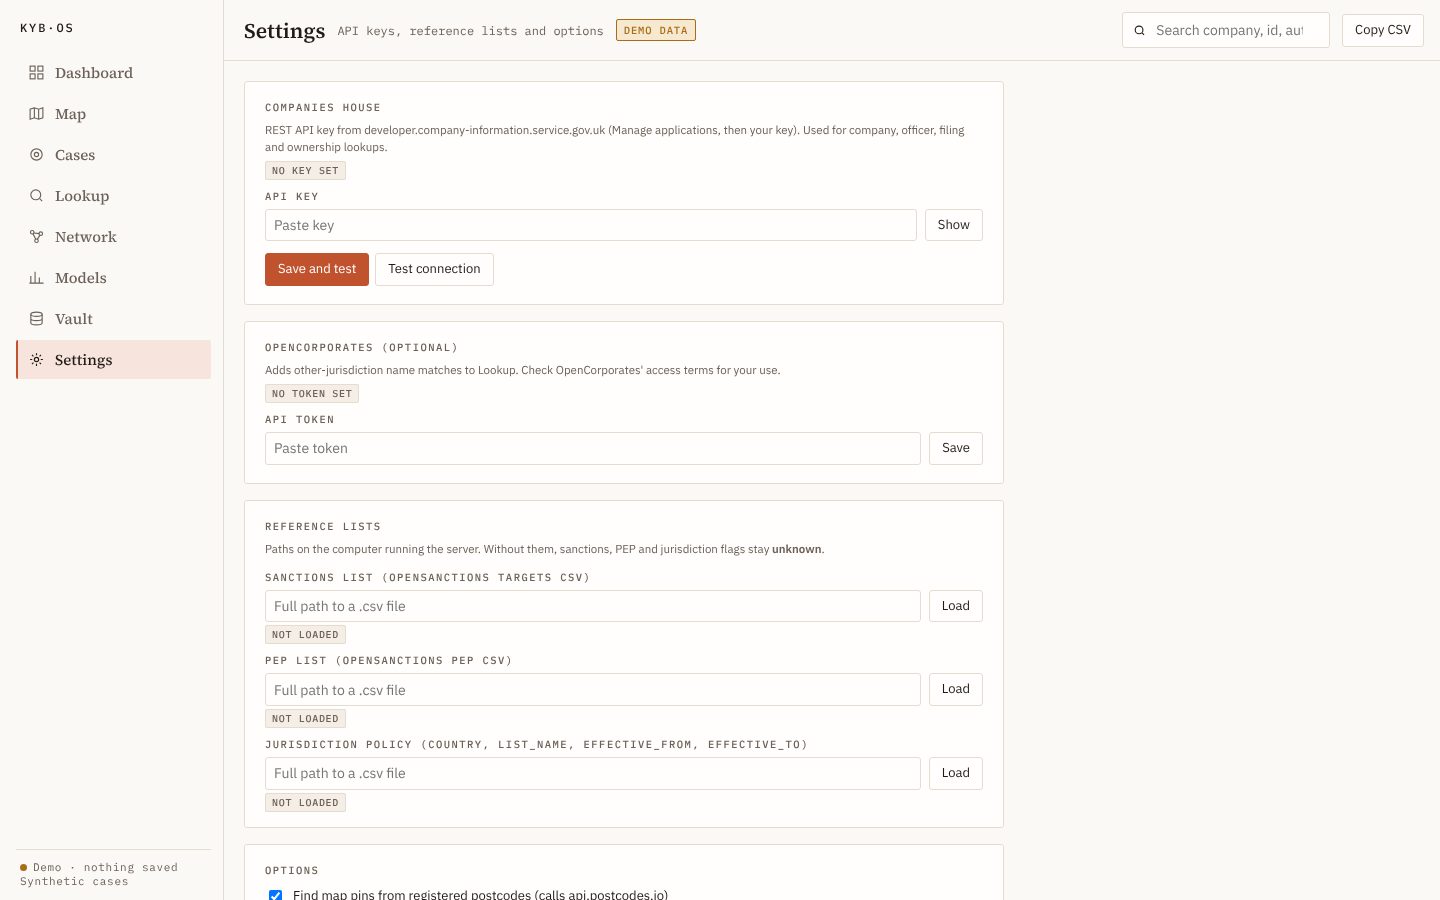 KYB·OS
Dashboard
Map
Cases
Lookup
Network
Models
Vault
Settings
Demo · nothing saved
Synthetic cases
Settings
API keys, reference lists and options
DEMO DATA
Search company, id, aut
Copy CSV
COMPANIES HOUSE
REST API key from developer.company-information.service.gov.uk (Manage applications, then your key). Used for company, officer, filing
and ownership lookups.
NO KEY SET
API KEY
Paste key
Show
Save and test
Test connection
OPENCORPORATES (OPTIONAL)
Adds other-jurisdiction name matches to Lookup. Check OpenCorporates' access terms for your use.
NO TOKEN SET
API TOKEN
Paste token
Save
REFERENCE LISTS
Paths on the computer running the server. Without them, sanctions, PEP and jurisdiction flags stay unknown.
SANCTIONS LIST (OPENSANCTIONS TARGETS CSV)
Full path to a .csv file
Load
NOT LOADED
PEP LIST (OPENSANCTIONS PEP CSV)
Full path to a .csv file
Load
NOT LOADED
JURISDICTION POLICY (COUNTRY, LIST_NAME, EFFECTIVE_FROM, EFFECTIVE_TO)
Full path to a .csv file
Load
NOT LOADED
OPTIONS
Find map pins from registered postcodes (calls api.postcodes.io)